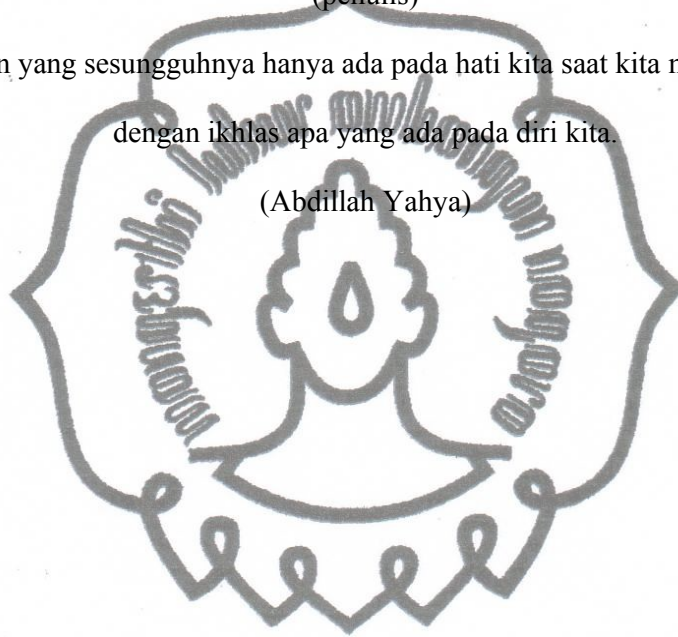 (penulis)
n yang sesungguhnya hanya ada pada hati kita saat kita
dengan ikhlas apa yang ada pada diri kita.
(Abdillah Yahya)